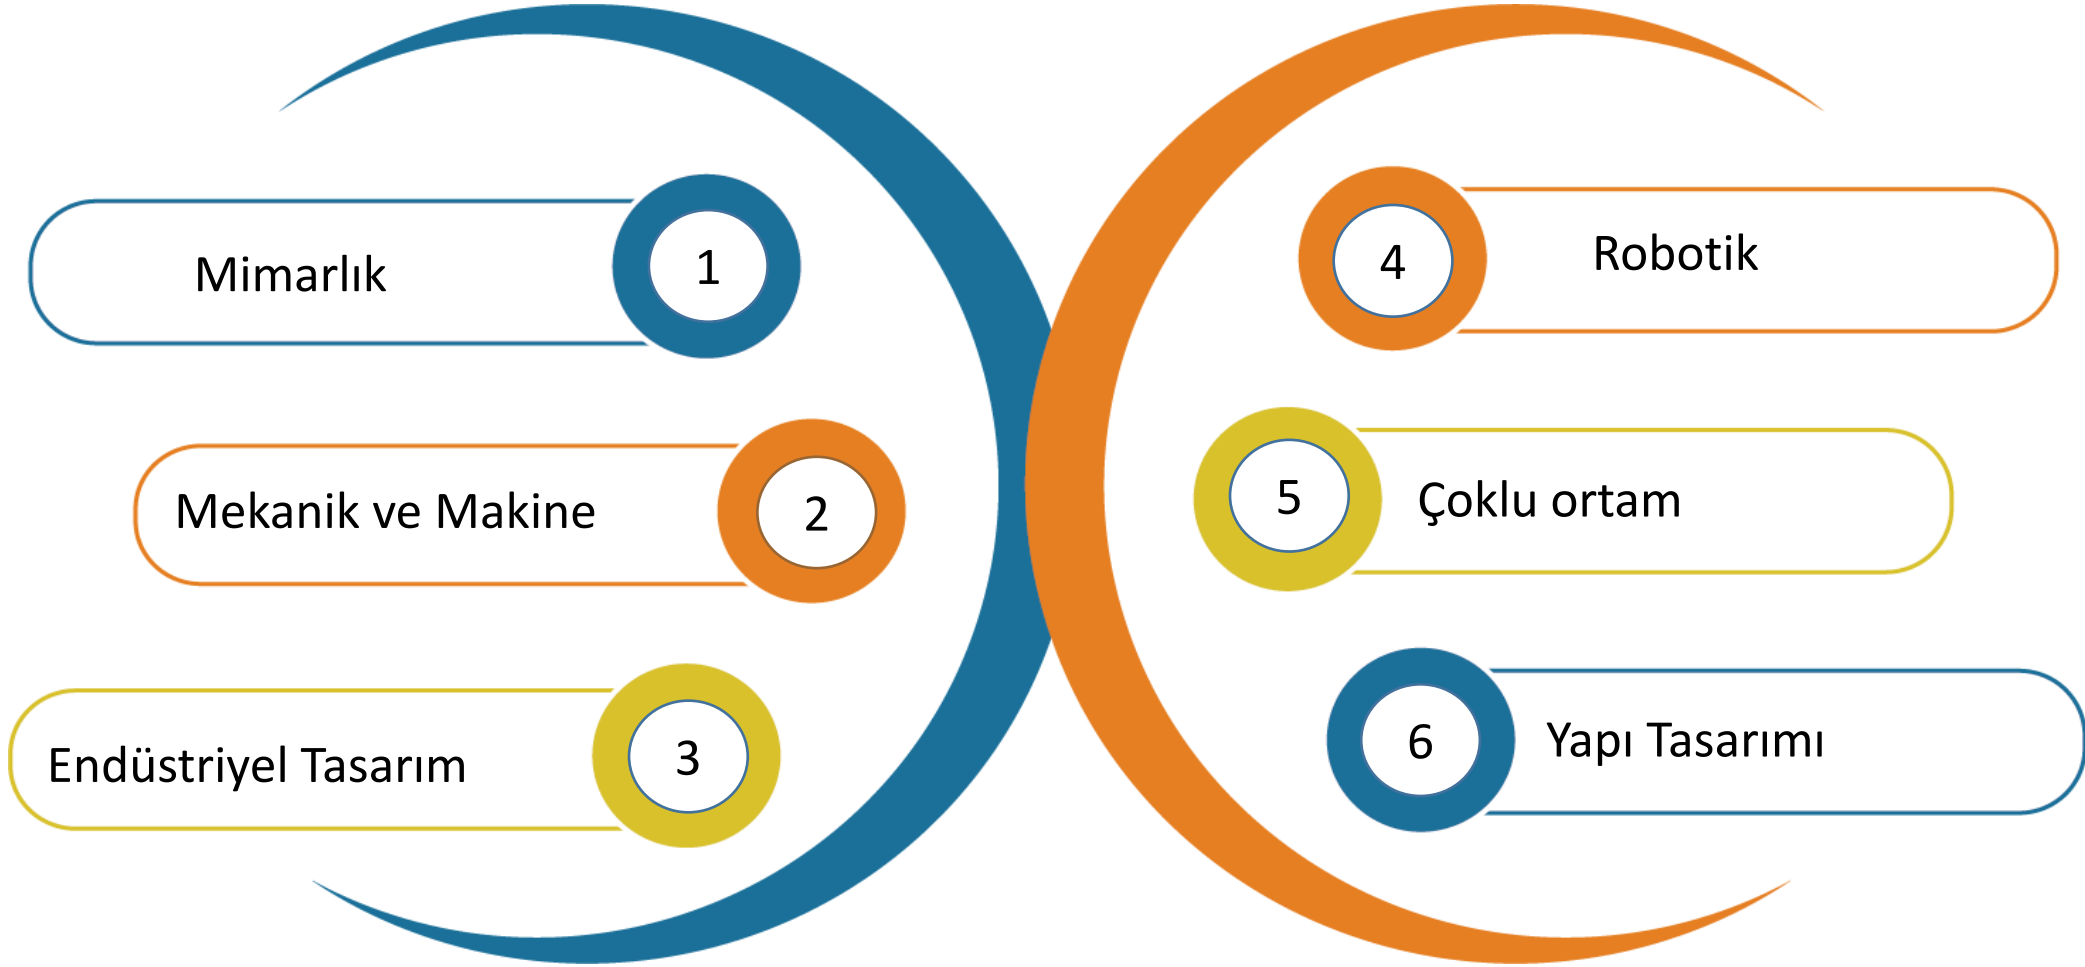 Mimarlık
1
Mekanik ve Makine
2
Endüstriyel Tasarım
3
4
Robotik
5
Çoklu ortam
6
Yapı Tasarımı